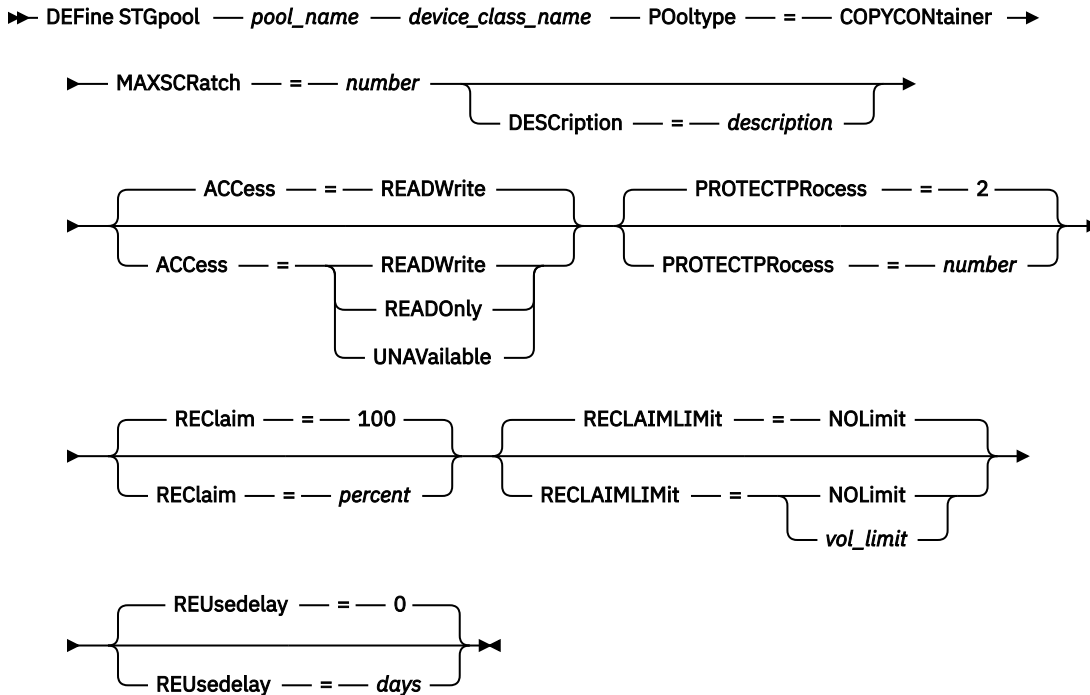 DEFine STGpool pool_name device_class_name POoltype = COPYCONtainer
MAXSCRatch = number
DESCription = description
ACCess = READWrite
PROTECTPRocess = 2
ACCess = READWrite
PROTECTPRocess = number
READOnly
UNAVailable
REClaim = 100
RECLAIMLIMit = NOLimit
REClaim = percent
RECLAIMLIMit = NOLimit
vol_limit
REUsedelay = 0
REUsedelay = days